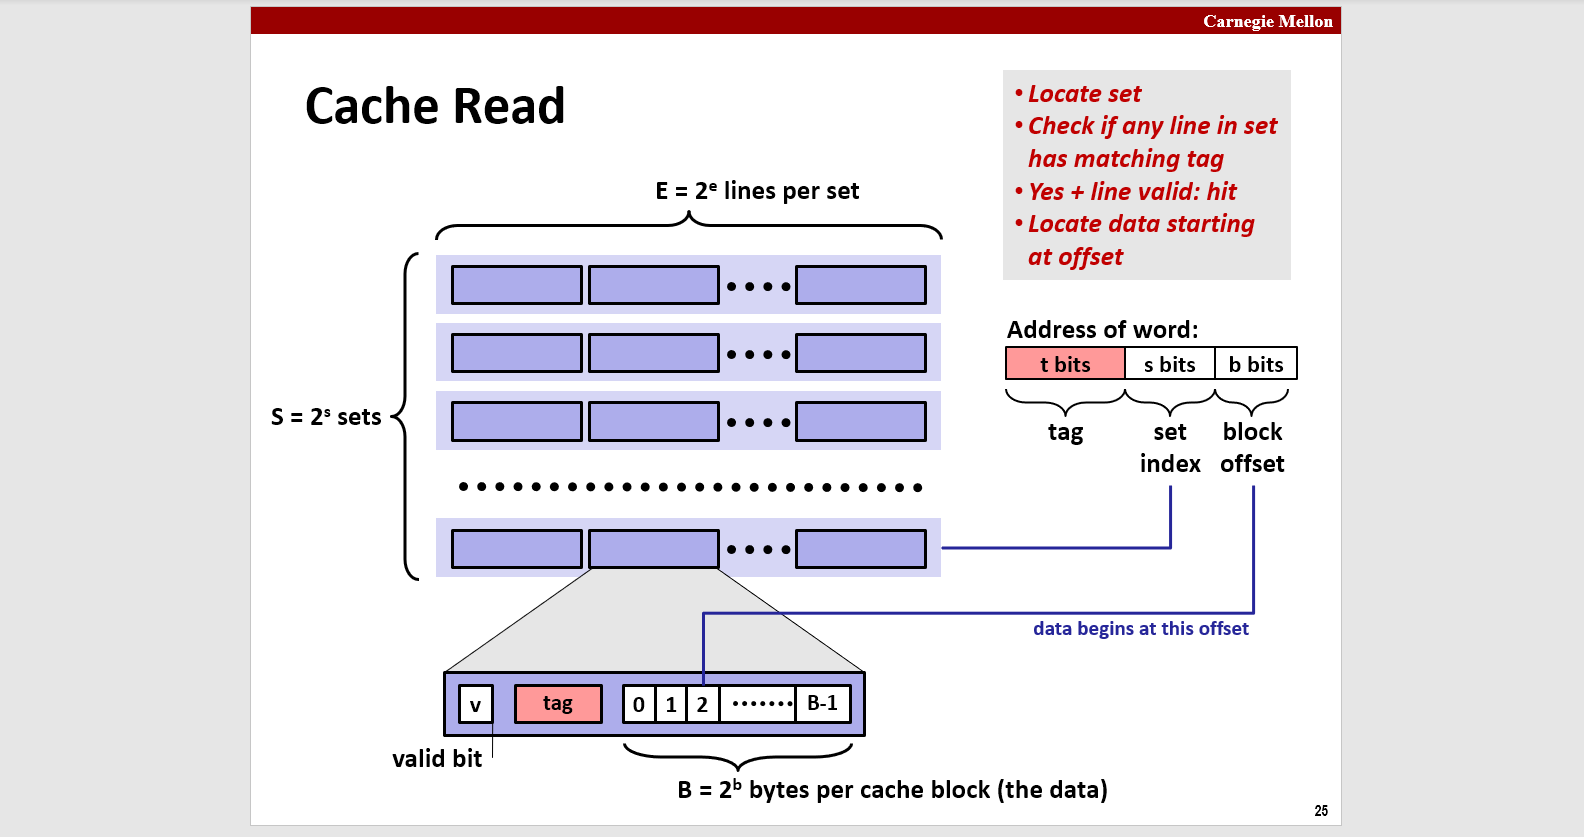 Carnegie Mellon
Cache Read
• Locate set
• Check if any line in set
has matching tag
• Yes + line valid: hit
• Locate data starting
at offset
E = 2ᵉ lines per set
S = 2ˢ sets
Address of word:
t bits s bits b bits
tag set block
index offset
data begins at this offset
v tag 0 1 2 ······· B-1
valid bit
B = 2ᵇ bytes per cache block (the data)
25